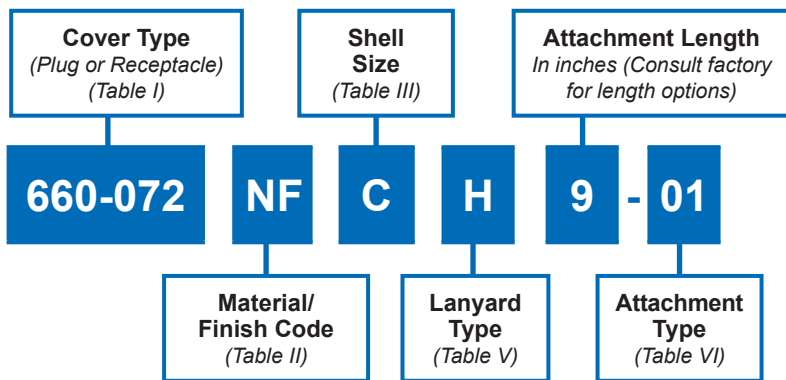 Cover Type
(Plug or Receptacle)
(Table I)
Shell
Size
(Table III)
Attachment Length
In inches (Consult factory
for length options)
660-072 NF C H 9 - 01
Material/
Finish Code
(Table II)
Lanyard
Type
(Table V)
Attachment
Type
(Table VI)